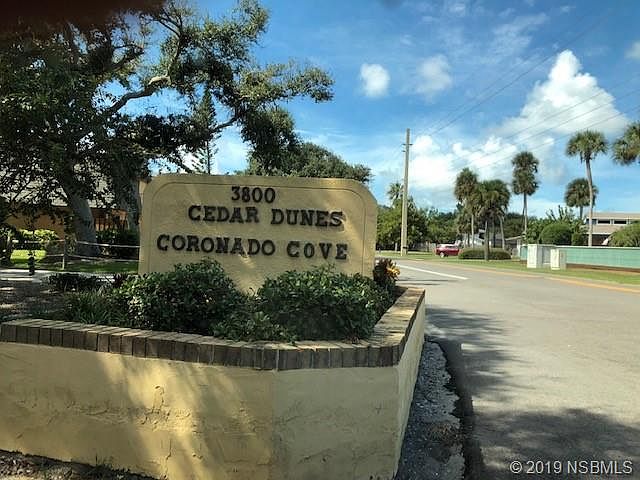 3800
CEDAR DUNES
CORONADO COVE
©2019 NSBMLS